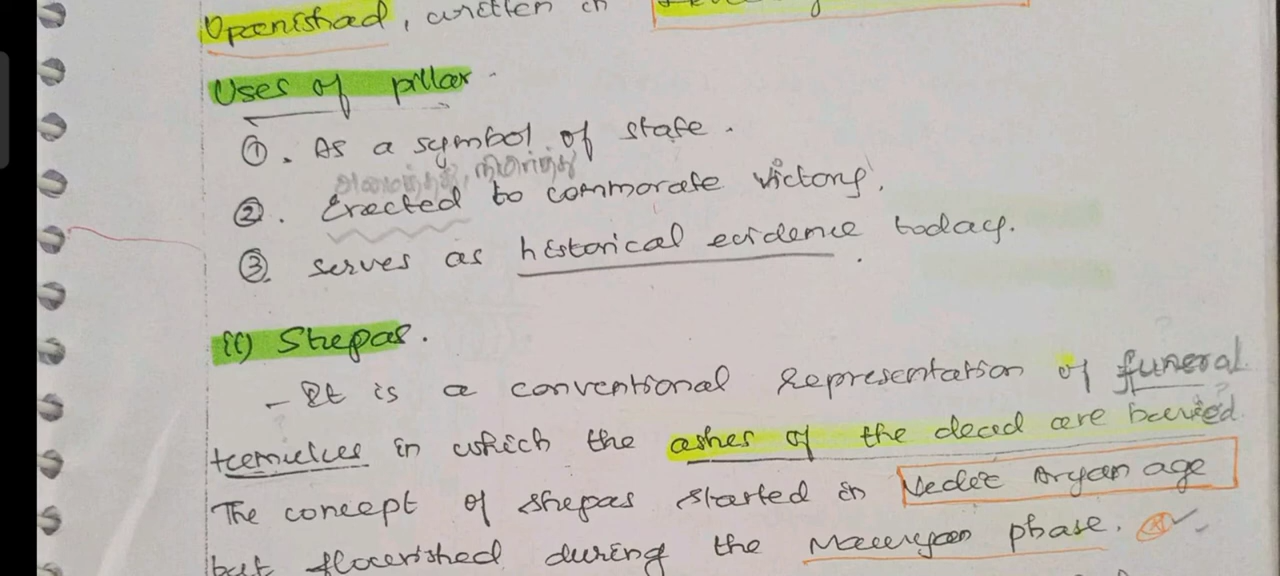 Upanishad, written in
Uses of pillar.
①. As a symbol of state.
நிமிர்த்து
②. Erected to commorate victory.
③. serves as historical evidence today.
ii) Stupas.
- It is a conventional representation of funeral
tumulus in which the ashes of the dead are buried
The concept of stupas started in Vedic Aryan age
but flourished during the Mauryan phase.